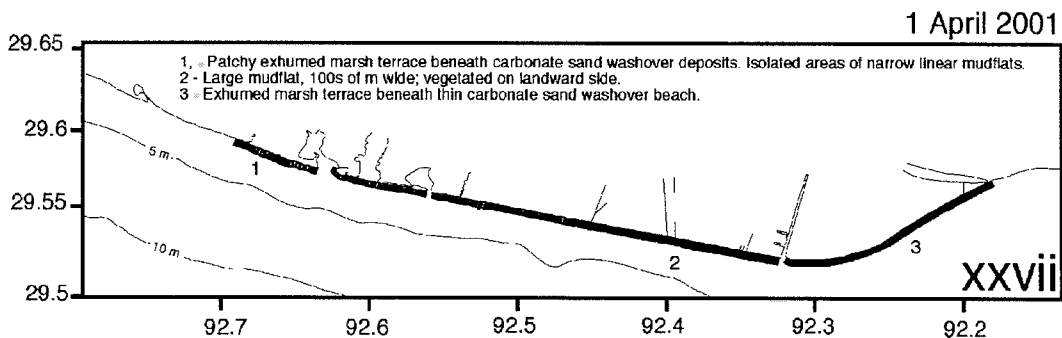 1 April 2001
29.65
1, - Patchy exhumed marsh terrace beneath carbonate sand washover deposits. Isolated areas of narrow linear mudflats.
2 - Large mudflat, 100s of m wide; vegetated on landward side.
3 - Exhumed marsh terrace beneath thin carbonate sand washover beach.
29.6
5 m
1
29.55
3
2
10 m
xxvii
29.5
92.7 92.6 92.5 92.4 92.3 92.2